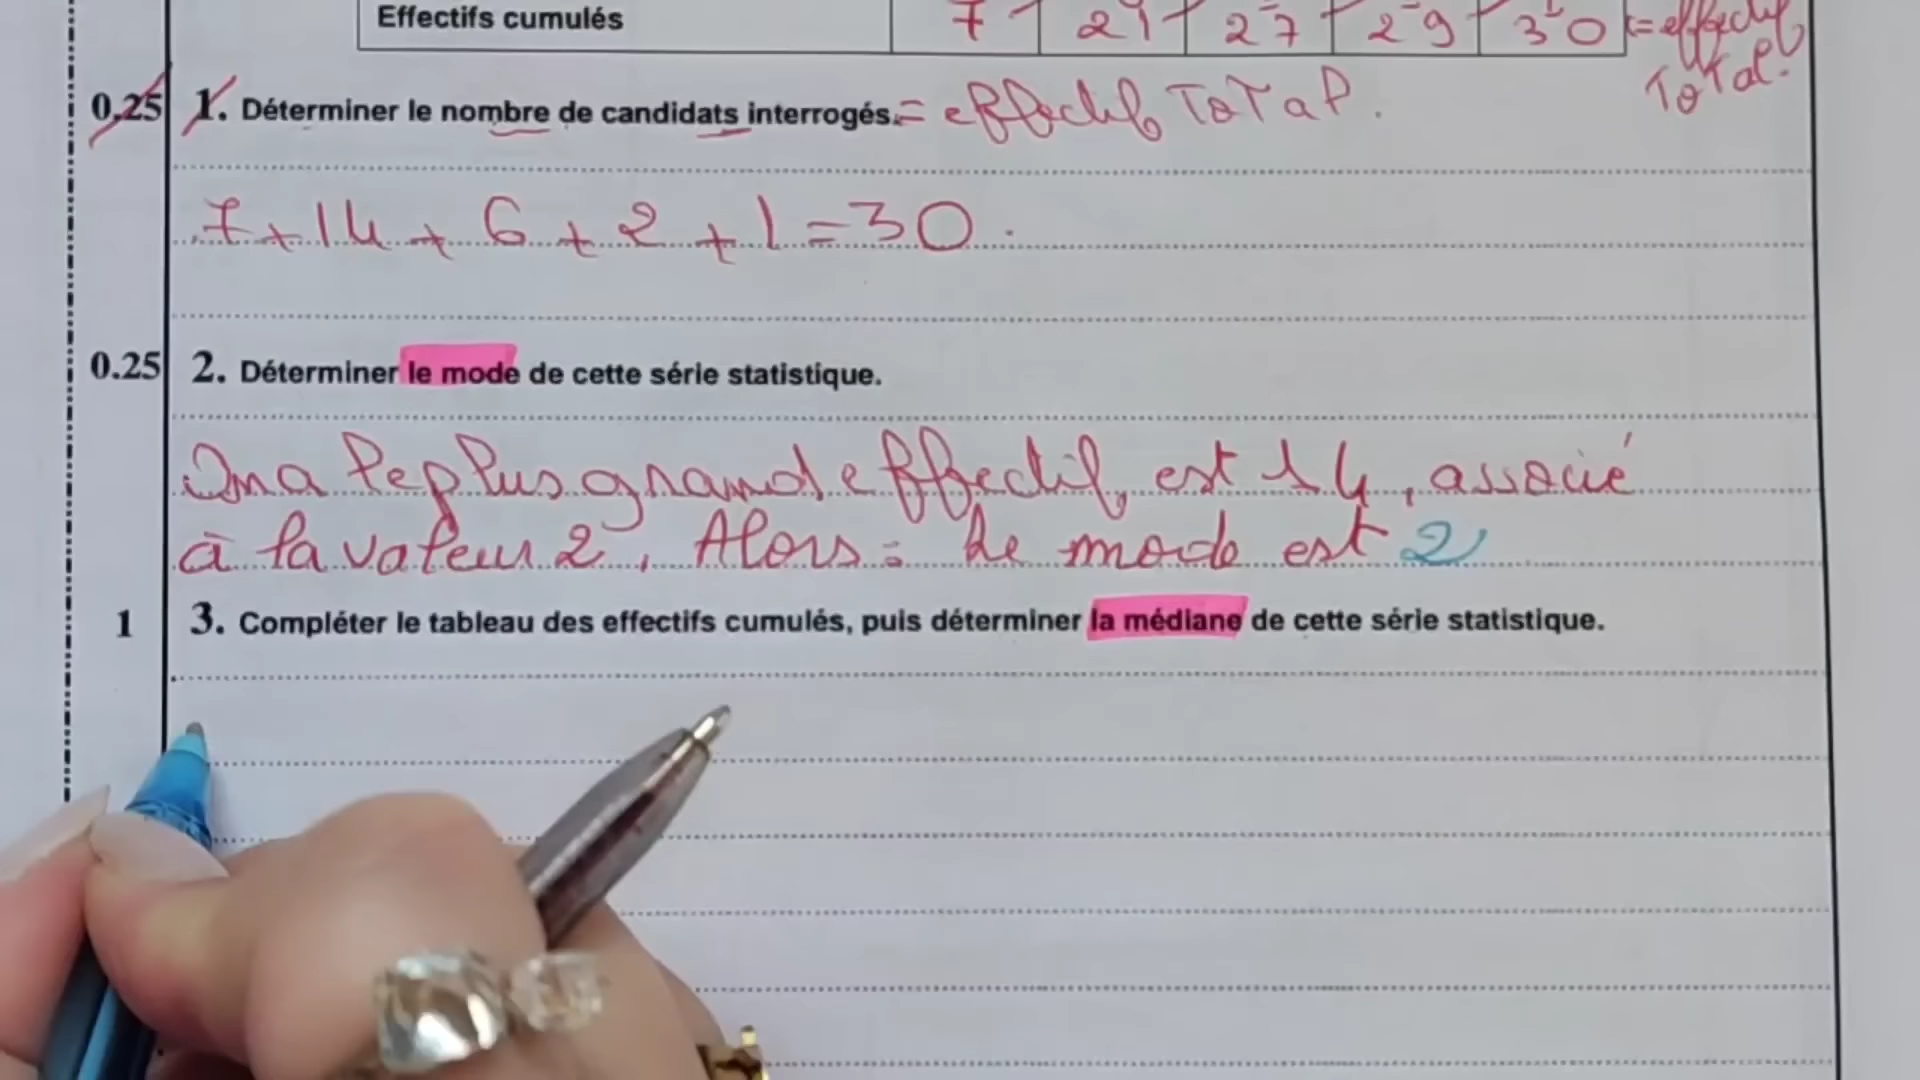 Effectifs cumulés 7 21 27 29 30 = effectif
Total.
0,25 1. Déterminer le nombre de candidats interrogés. = effectif Total.
7 + 14 + 6 + 2 + 1 = 30.
0.25 2. Déterminer le mode de cette série statistique.
On a le plus grand effectif est 14, associé
à la valeur 2, Alors : le mode est 2
1 3. Compléter le tableau des effectifs cumulés, puis déterminer la médiane de cette série statistique.